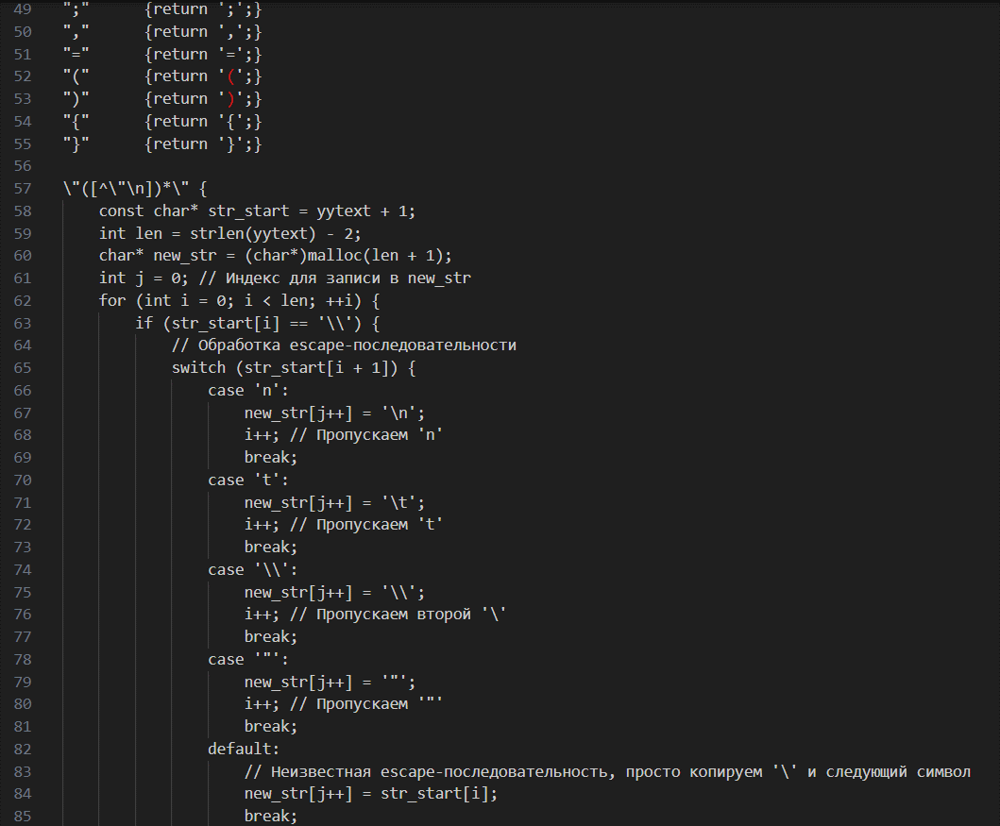 49 ";" {return ';';}
50 "," {return ',';}
51 "=" {return '=';}
52 "(" {return '(';}
53 ")" {return ')';}
54 "{" {return '{';}
55 "}" {return '}';}
56
57 \"([^\"\n])*\" {
58 const char* str_start = yytext + 1;
59 int len = strlen(yytext) - 2;
60 char* new_str = (char*)malloc(len + 1);
61 int j = 0; // Индекс для записи в new_str
62 for (int i = 0; i < len; ++i) {
63 if (str_start[i] == '\\') {
64 // Обработка escape-последовательности
65 switch (str_start[i + 1]) {
66 case 'n':
67 new_str[j++] = '\n';
68 i++; // Пропускаем 'n'
69 break;
70 case 't':
71 new_str[j++] = '\t';
72 i++; // Пропускаем 't'
73 break;
74 case '\\':
75 new_str[j++] = '\\';
76 i++; // Пропускаем второй '\'
77 break;
78 case '"':
79 new_str[j++] = '"';
80 i++; // Пропускаем '"'
81 break;
82 default:
83 // Неизвестная escape-последовательность, просто копируем '\' и следующий символ
84 new_str[j++] = str_start[i];
85 break;